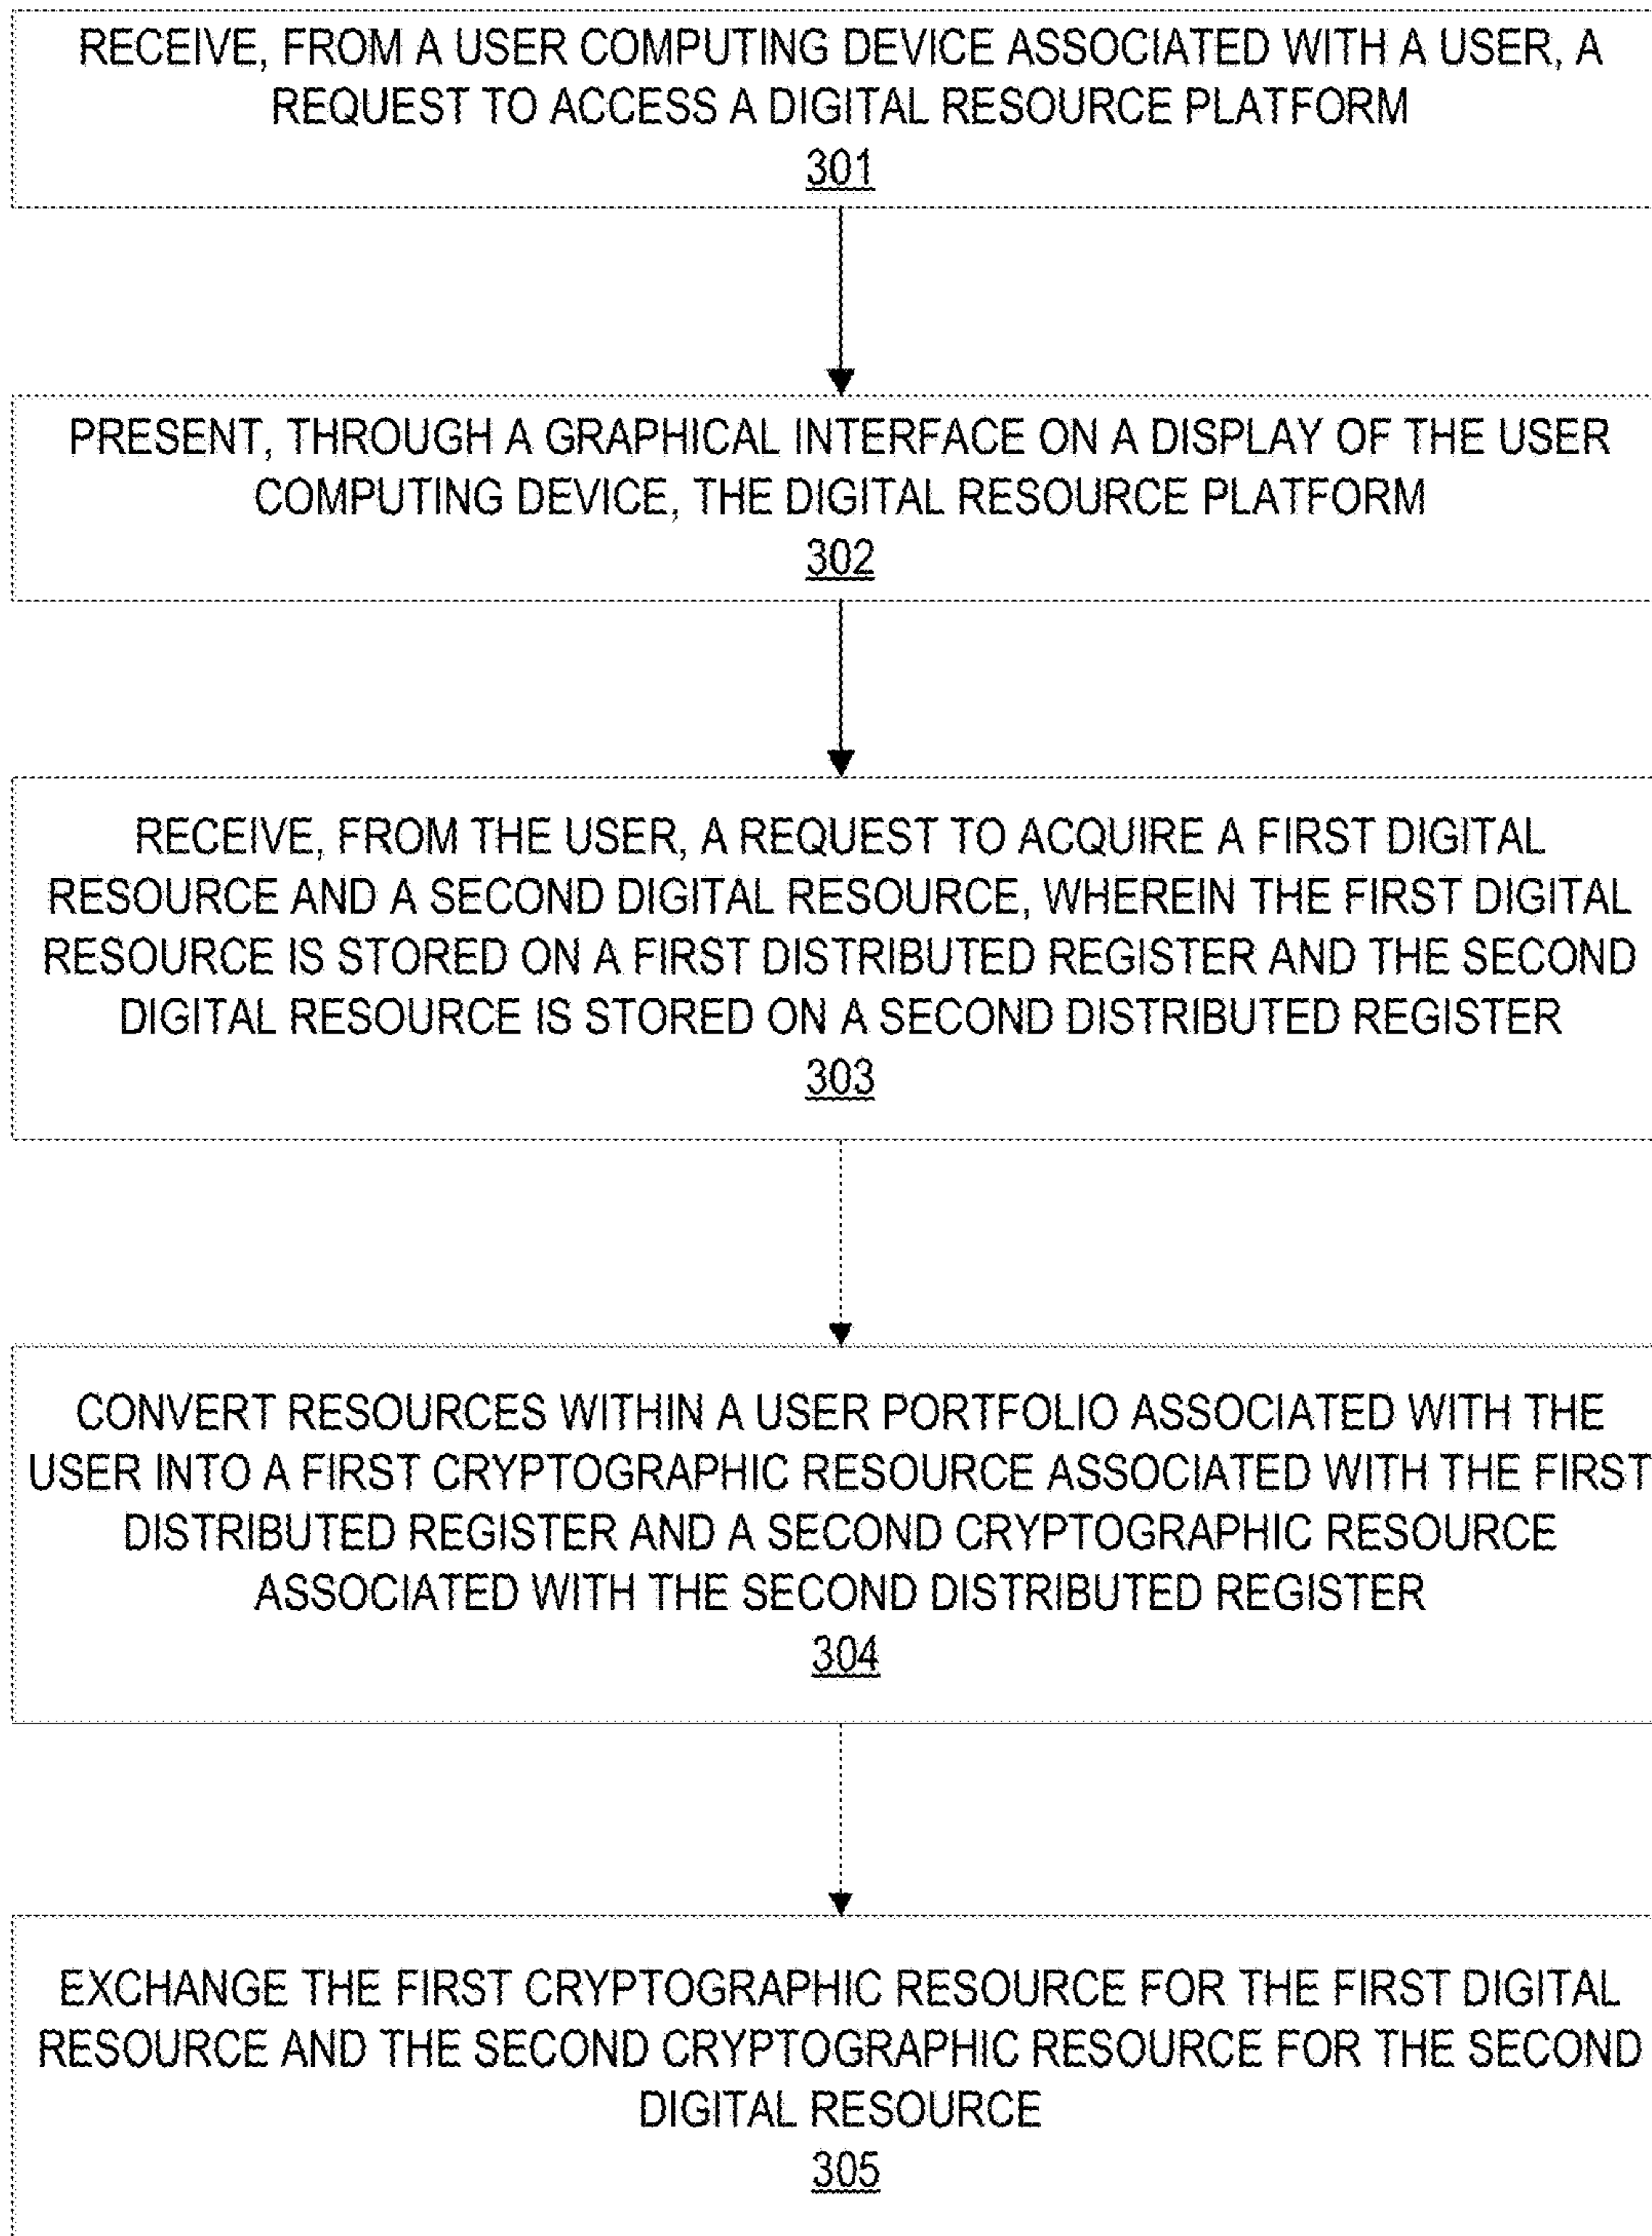 RECEIVE, FROM A USER COMPUTING DEVICE ASSOCIATED WITH A USER, A
REQUEST TO ACCESS A DIGITAL RESOURCE PLATFORM
301
PRESENT, THROUGH A GRAPHICAL INTERFACE ON A DISPLAY OF THE USER
COMPUTING DEVICE, THE DIGITAL RESOURCE PLATFORM
302
RECEIVE, FROM THE USER, A REQUEST TO ACQUIRE A FIRST DIGITAL
RESOURCE AND A SECOND DIGITAL RESOURCE, WHEREIN THE FIRST DIGITAL
RESOURCE IS STORED ON A FIRST DISTRIBUTED REGISTER AND THE SECOND
DIGITAL RESOURCE IS STORED ON A SECOND DISTRIBUTED REGISTER
303
CONVERT RESOURCES WITHIN A USER PORTFOLIO ASSOCIATED WITH THE
USER INTO A FIRST CRYPTOGRAPHIC RESOURCE ASSOCIATED WITH THE FIRST
DISTRIBUTED REGISTER AND A SECOND CRYPTOGRAPHIC RESOURCE
ASSOCIATED WITH THE SECOND DISTRIBUTED REGISTER
304
EXCHANGE THE FIRST CRYPTOGRAPHIC RESOURCE FOR THE FIRST DIGITAL
RESOURCE AND THE SECOND CRYPTOGRAPHIC RESOURCE FOR THE SECOND
DIGITAL RESOURCE
305